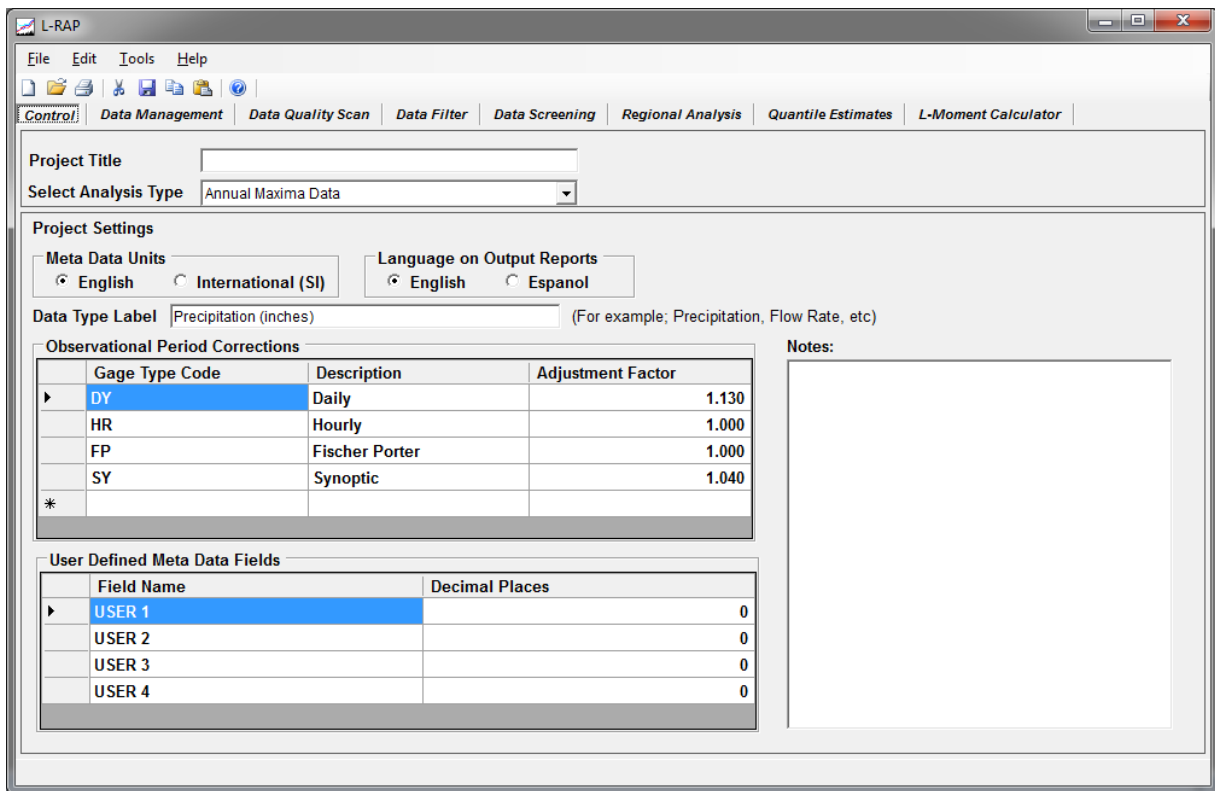 L-RAP
File Edit Tools Help
Control Data Management Data Quality Scan Data Filter Data Screening Regional Analysis Quantile Estimates L-Moment Calculator
Project Title
Select Analysis Type Annual Maxima Data
Project Settings
Meta Data Units Language on Output Reports
English International (SI) English Espanol
Data Type Label Precipitation (inches) (For example; Precipitation, Flow Rate, etc)
Observational Period Corrections Notes:
Gage Type Code Description Adjustment Factor
DY Daily 1.130
HR Hourly 1.000
FP Fischer Porter 1.000
SY Synoptic 1.040
*
User Defined Meta Data Fields
Field Name Decimal Places
USER 1 0
USER 2 0
USER 3 0
USER 4 0